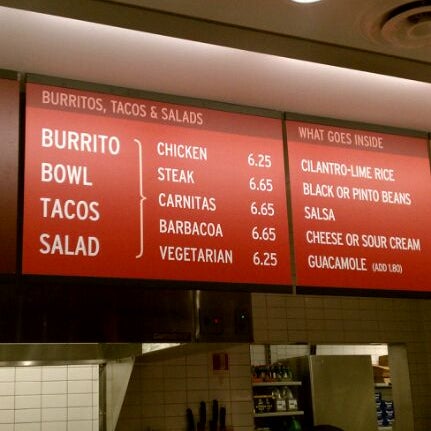 BURRITOS, TACOS & SALADS
BURRITO
BOWL
TACOS
SALAD
CHICKEN 6.25
STEAK 6.65
CARNITAS 6.65
BARBACOA 6.65
VEGETARIAN 6.25
WHAT GOES INSIDE
CILANTRO-LIME RICE
BLACK OR PINTO BEANS
SALSA
CHEESE OR SOUR CREAM
GUACAMOLE (ADD 1.80)